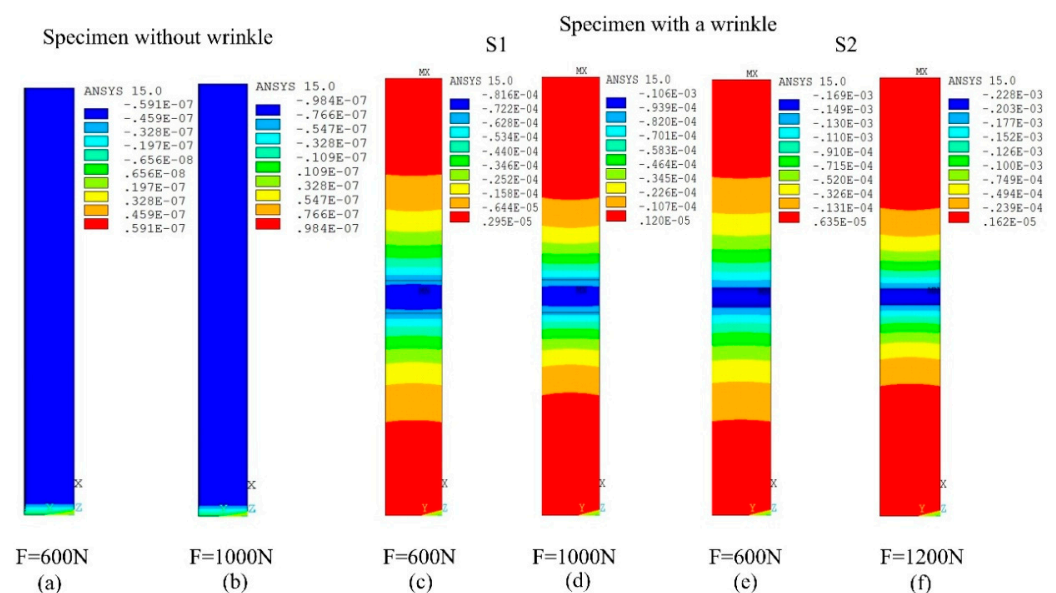 Specimen without wrinkle
Specimen with a wrinkle
S1
S2
ANSYS 15.0
-.591E-07
-.459E-07
-.328E-07
-.197E-07
-.656E-08
.656E-08
.197E-07
.328E-07
.459E-07
.591E-07
X
Y Z
ANSYS 15.0
-.984E-07
-.766E-07
-.547E-07
-.328E-07
-.109E-07
.109E-07
.328E-07
.547E-07
.766E-07
.984E-07
X
Y Z
MX
ANSYS 15.0
-.816E-04
-.722E-04
-.628E-04
-.534E-04
-.440E-04
-.346E-04
-.252E-04
-.158E-04
-.644E-05
.295E-05
MN
X
Y Z
MX
ANSYS 15.0
-.106E-03
-.939E-04
-.820E-04
-.701E-04
-.583E-04
-.464E-04
-.345E-04
-.226E-04
-.107E-04
.120E-05
MN
X
Y Z
MX
ANSYS 15.0
-.169E-03
-.149E-03
-.130E-03
-.110E-03
-.910E-04
-.715E-04
-.520E-04
-.326E-04
-.131E-04
.635E-05
MN
X
Y Z
MX
ANSYS 15.0
-.228E-03
-.203E-03
-.177E-03
-.152E-03
-.126E-03
-.100E-03
-.749E-04
-.494E-04
-.239E-04
.162E-05
MN
X
Y Z
F=600N
F=1000N
F=600N
F=1000N
F=600N
F=1200N
(a)
(b)
(c)
(d)
(e)
(f)